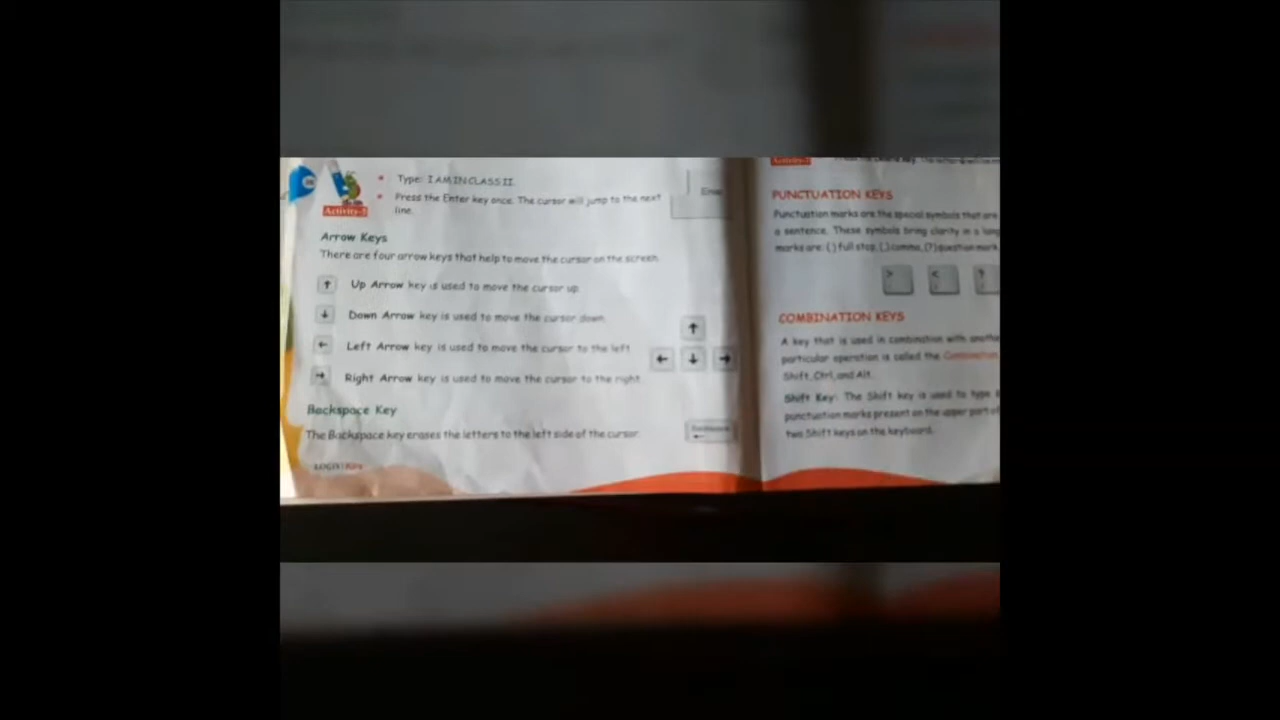 Type: I AM IN CLASS II.
Press the Enter key once. The cursor will jump to the next
line.
Activity-2
Enter
Arrow Keys
There are four arrow keys that help to move the cursor on the screen.
↑ Up Arrow key is used to move the cursor up.
↓ Down Arrow key is used to move the cursor down.
← Left Arrow key is used to move the cursor to the left.
→ Right Arrow key is used to move the cursor to the right.
↑
← ↓ →
Backspace Key
The Backspace key erases the letters to the left side of the cursor.
Backspace
←
PUNCTUATION KEYS
Punctuation marks are the special symbols that are
a sentence. These symbols bring clarity in a long
marks are: (.) full stop, (,) comma, (?) question mark
> < ?
COMBINATION KEYS
A key that is used in combination with another
particular operation is called the Combination
Shift, Ctrl, and Alt.
Shift Key: The Shift key is used to type
punctuation marks present on the upper part of
two Shift keys on the keyboard.